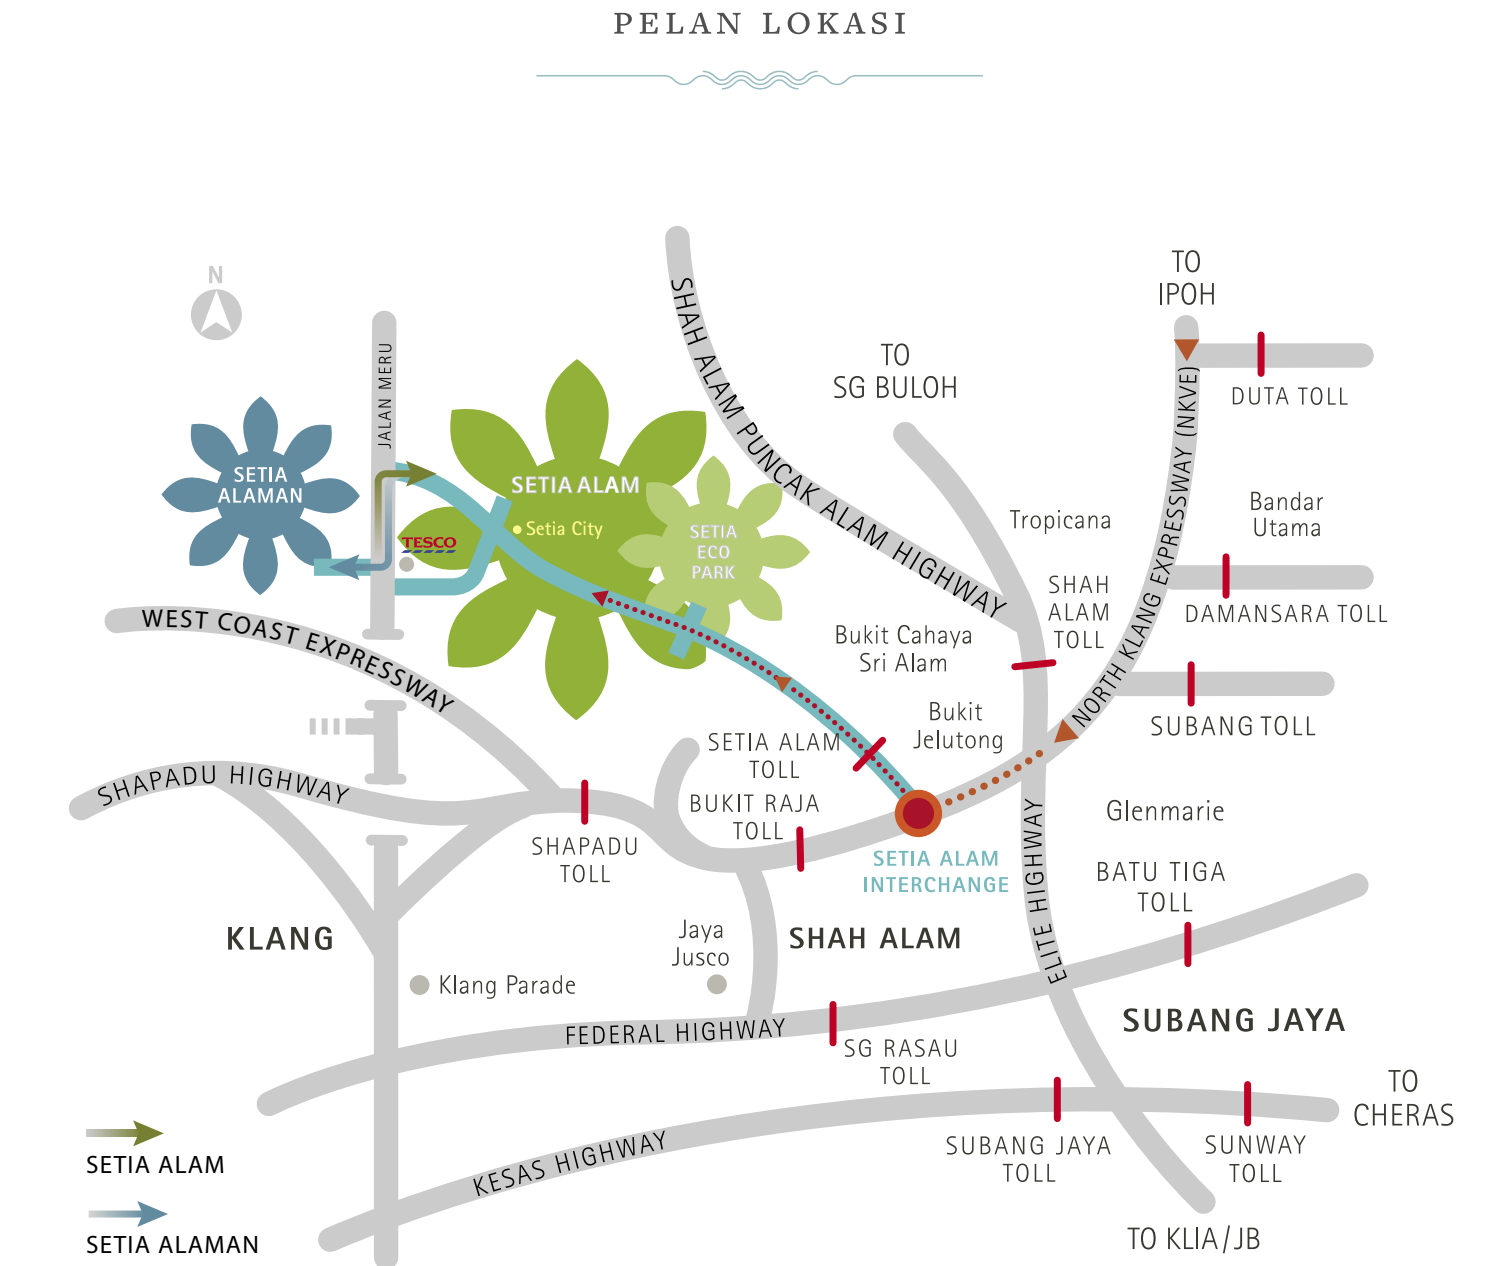 PELAN LOKASI
N
TO
IPOH
JALAN MERU
SHAH ALAM PUNCAK ALAM HIGHWAY
TO
SG BULOH
DUTA TOLL
NORTH KLANG EXPRESSWAY (NKVE)
SETIA
ALAMAN
SETIA ALAM
Setia City
TESCO
SETIA
ECO
PARK
Tropicana
Bandar
Utama
SHAH
ALAM
TOLL
DAMANSARA TOLL
WEST COAST EXPRESSWAY
Bukit Cahaya
Sri Alam
Bukit
Jelutong
SUBANG TOLL
SETIA ALAM
TOLL
SHAPADU HIGHWAY
BUKIT RAJA
TOLL
SHAPADU
TOLL
SETIA ALAM
INTERCHANGE
ELITE HIGHWAY
Glenmarie
BATU TIGA
TOLL
KLANG
Jaya
Jusco
SHAH ALAM
Klang Parade
FEDERAL HIGHWAY
SG RASAU
TOLL
SUBANG JAYA
TO
CHERAS
KESAS HIGHWAY
SUBANG JAYA
TOLL
SUNWAY
TOLL
TO KLIA/JB
SETIA ALAM
SETIA ALAMAN